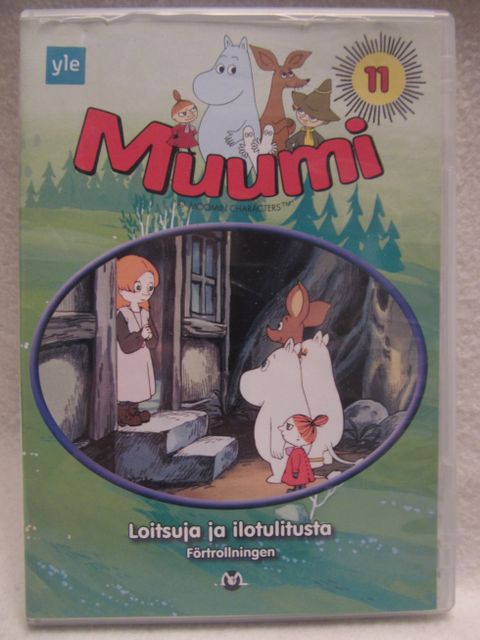 yle
11
Muumi
© MOOMIN CHARACTERS™
Loitsuja ja ilotulitusta
Förtrollningen